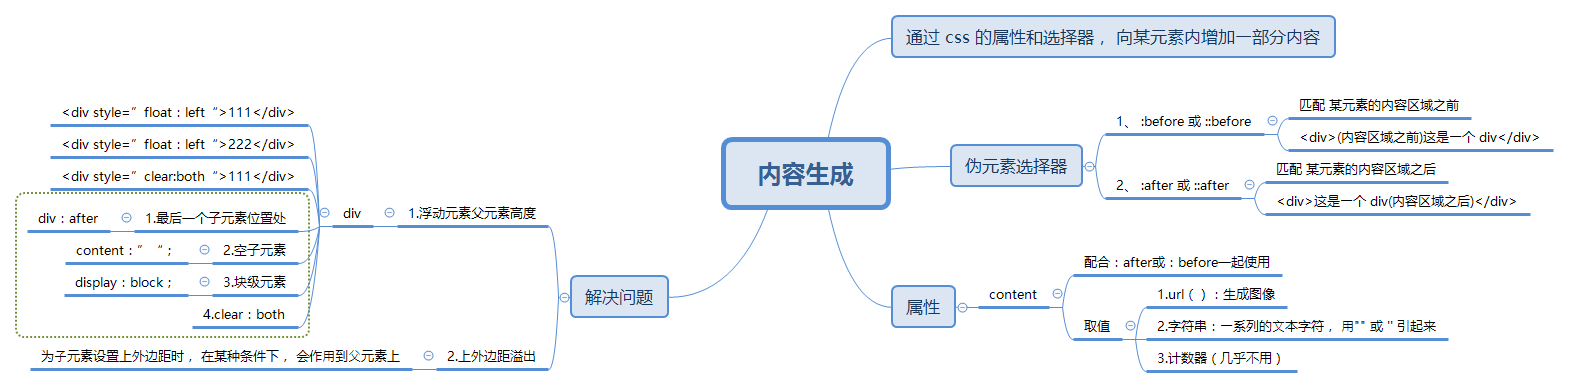 内容生成
通过 css 的属性和选择器 ，向某元素内增加一部分内容
伪元素选择器
1、 :before 或 ::before
匹配 某元素的内容区域之前
<div>(内容区域之前)这是一个 div</div>
2、 :after 或 ::after
匹配 某元素的内容区域之后
<div>这是一个 div(内容区域之后)</div>
属性
content
配合：after或：before一起使用
取值
1.url（ ）：生成图像
2.字符串：一系列的文本字符 ，用"" 或 '' 引起来
3.计数器（ 几乎不用 ）
解决问题
1.浮动元素父元素高度
div
<div style=” float：left “>111</div>
<div style=” float：left “>222</div>
<div style=” clear:both “>111</div>
1.最后一个子元素位置处
div：after
2.空子元素
content：” “；
3.块级元素
display：block；
4.clear：both
2.上外边距溢出
为子元素设置上外边距时 ，在某种条件下 ，会作用到父元素上